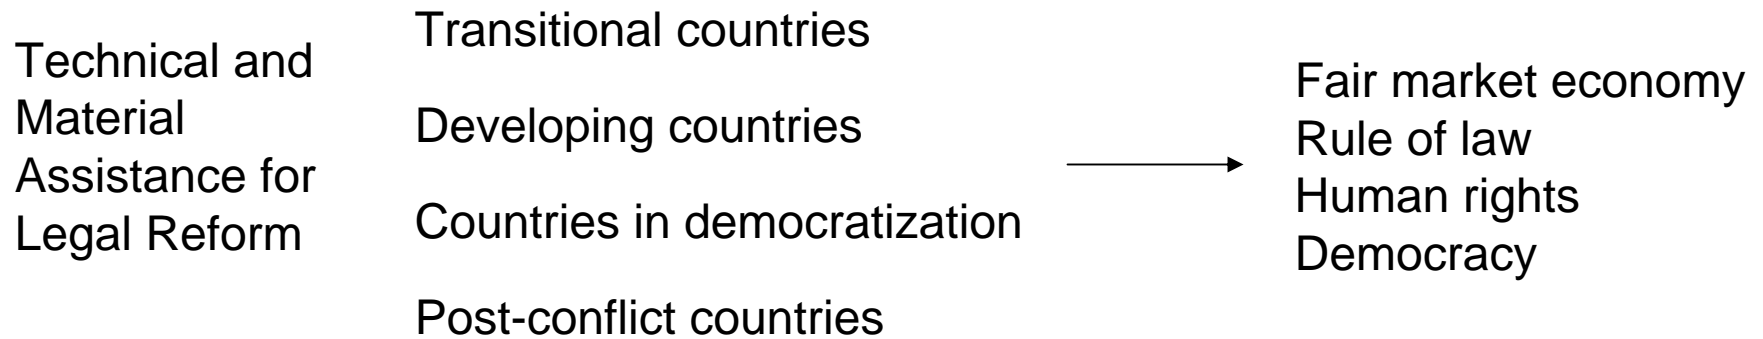 Technical and
Material
Assistance for
Legal Reform
Transitional countries
Developing countries
Countries in democratization
Post-conflict countries
Fair market economy
Rule of law
Human rights
Democracy